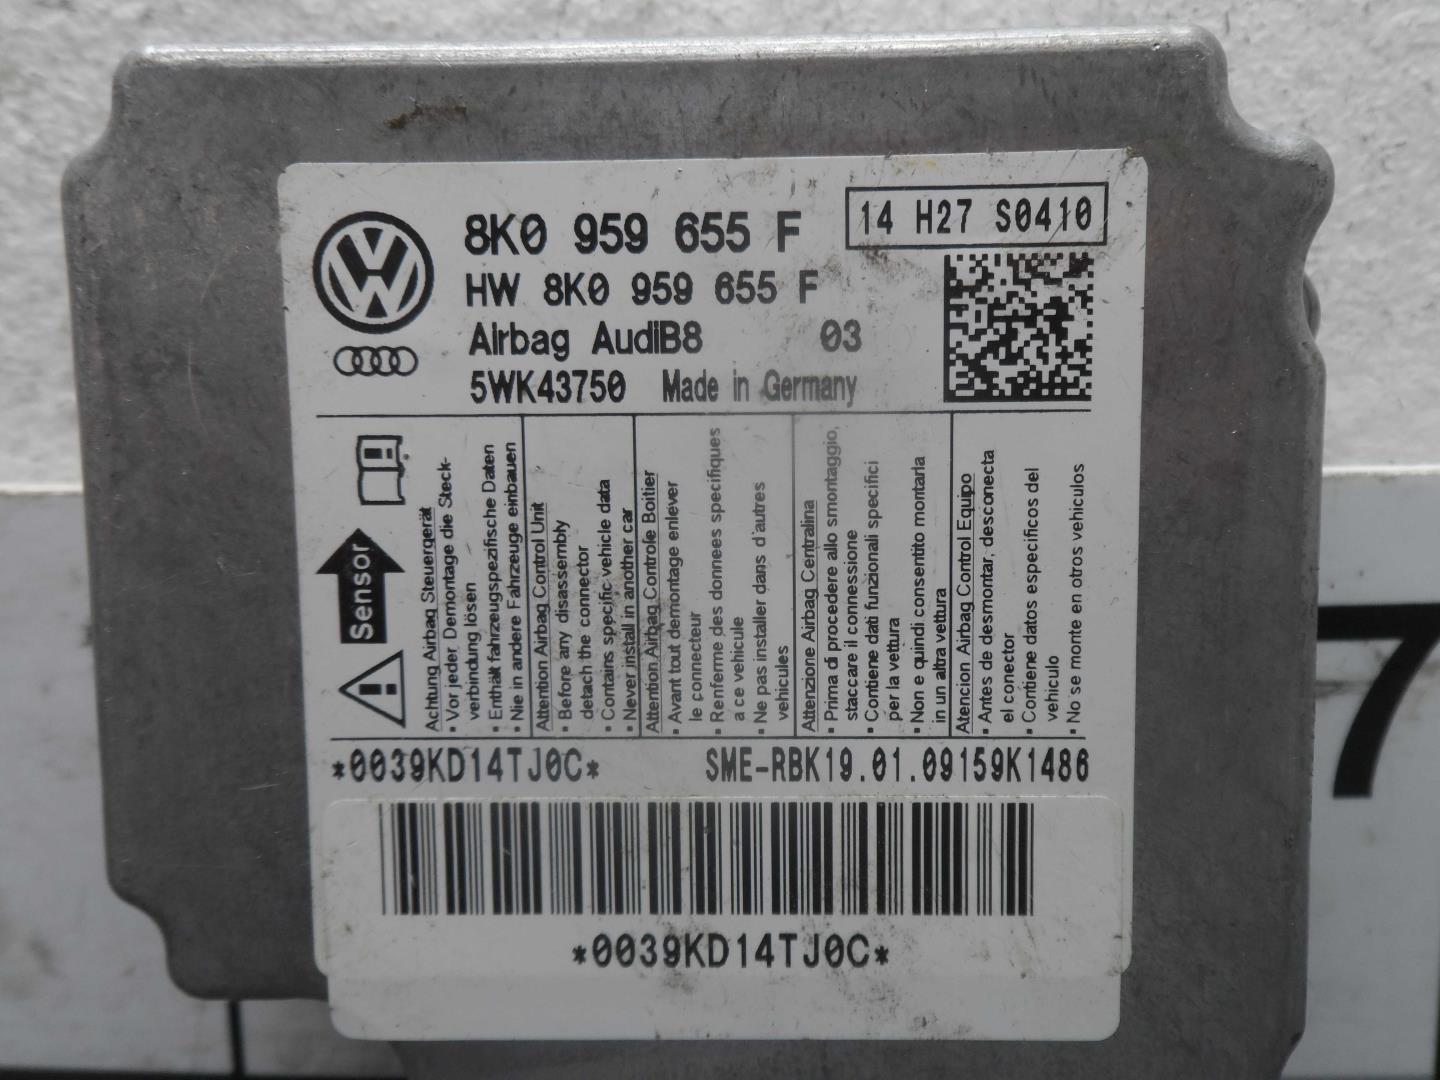 8K0 959 655 F
14 H27 S0410
HW 8K0 959 655 F
Airbag AudiB8 03
5WK43750 Made in Germany
Sensor
Achtung Airbag Steuergerät
▪ Vor jeder Demontage die Steck-
verbindung lösen
▪ Enthält fahrzeugspezifische Daten
▪ Nie in andere Fahrzeuge einbauen
Attention Airbag Control Unit
▪ Before any disassembly
detach the connector
▪ Contains specific vehicle data
▪ Never install in another car
Attention Airbag Controle Boitier
▪ Avant tout demontage enlever
le connecteur
▪ Renferme des donnees specifiques
a ce vehicule
▪ Ne pas installer dans d'autres
vehicules
Attenzione Airbag Centralina
▪ Prima di procedere allo smontaggio,
staccare il connessione
▪ Contiene dati funzionali specifici
per la vettura
▪ Non e quindi consentito montarla
in un altra vettura
Atencion Airbag Control Equipo
▪ Antes de desmontar, desconecta
el conector
▪ Contiene datos especificos del
vehiculo
▪ No se monte en otros vehiculos
*0039KD14TJ0C* SME-RBK19.01.09159K1486
*0039KD14TJ0C*
7